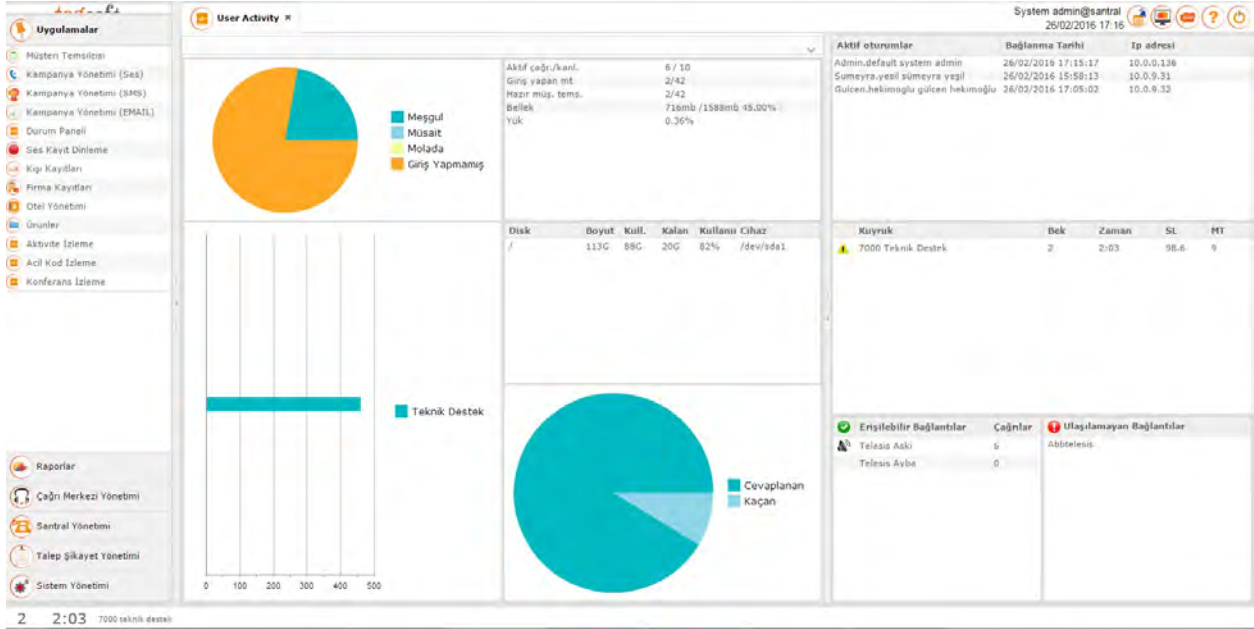 User Activity ×
System admin@santral
26/02/2016 17:16
Uygulamalar
Müşteri Temsilcisi
Kampanya Yönetimi (Ses)
Kampanya Yönetimi (SMS)
Kampanya Yönetimi (EMAIL)
Durum Paneli
Ses Kayıt Dinleme
Kişi Kayıtları
Firma Kayıtları
Otel Yönetimi
Ürünler
Aktivite İzleme
Acil Kod İzleme
Konferans İzleme
Raporlar
Çağrı Merkezi Yönetimi
Santral Yönetimi
Talep Şikayet Yönetimi
Sistem Yönetimi
Meşgul
Müsait
Molada
Giriş Yapmamış
Aktif çağr./kanl. 6 / 10
Giriş yapan mt 2/42
Hazır müş. tems. 2/42
Bellek 716mb /1588mb 45.00%
Yük 0.36%
Aktif oturumlar Bağlanma Tarihi Ip adresi
Admin.default system admin 26/02/2016 17:15:17 10.0.0.136
Sumeyra.yesil sümeyra yeşil 26/02/2016 15:58:13 10.0.9.31
Gulcen.hekimoglu gülcen hekimoğlu 26/02/2016 17:05:02 10.0.9.32
Teknik Destek
0 100 200 300 400 500
Disk Boyut Kull. Kalan Kullanıı Cihaz
/ 113G 88G 20G 82% /dev/sda1
Cevaplanan
Kaçan
Kuyruk Bek Zaman SL MT
7000 Teknik Destek 2 2:03 98.6 9
Erişilebilir Bağlantılar Çağrılar
Telesis Aski 6
Telesis Ayba 0
Ulaşılamayan Bağlantılar
Abbtelesis
2 2:03 7000 teknik destek